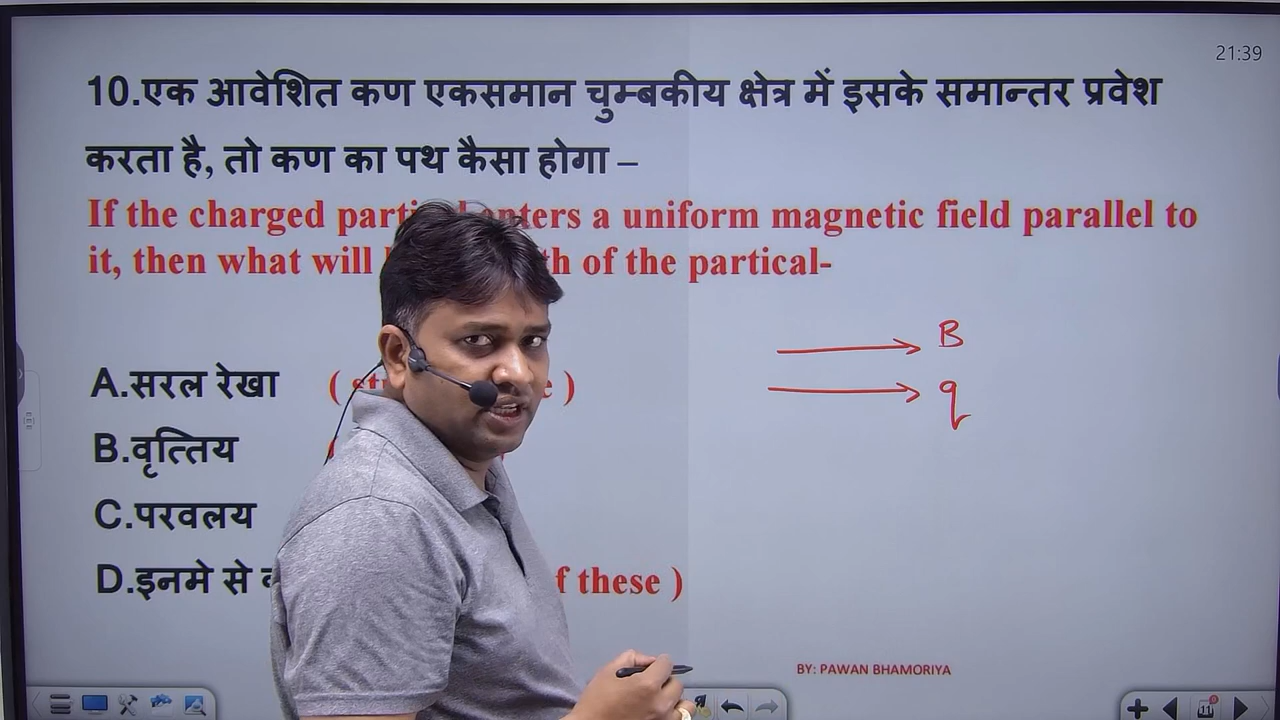 21:39
10.एक आवेशित कण एकसमान चुम्बकीय क्षेत्र में इसके समान्तर प्रवेश
करता है, तो कण का पथ कैसा होगा –
If the charged enters a uniform magnetic field parallel to
it, then what will of the partical-
B
A.सरल रेखा ( )
q
B.वृत्तिय
C.परवलय
D.इनमे से these )
BY: PAWAN BHAMORIYA
11